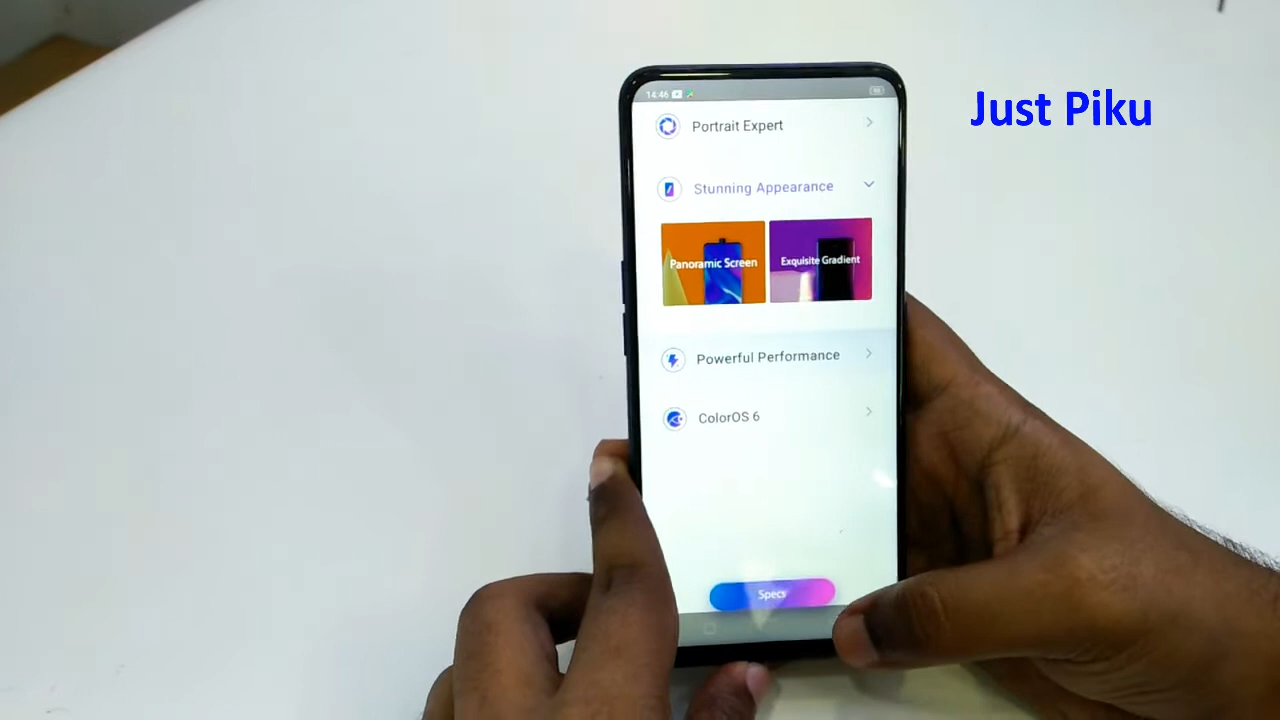 14:46
Just Piku
Portrait Expert
Stunning Appearance
Panoramic Screen
Exquisite Gradient
Powerful Performance
ColorOS 6
Specs